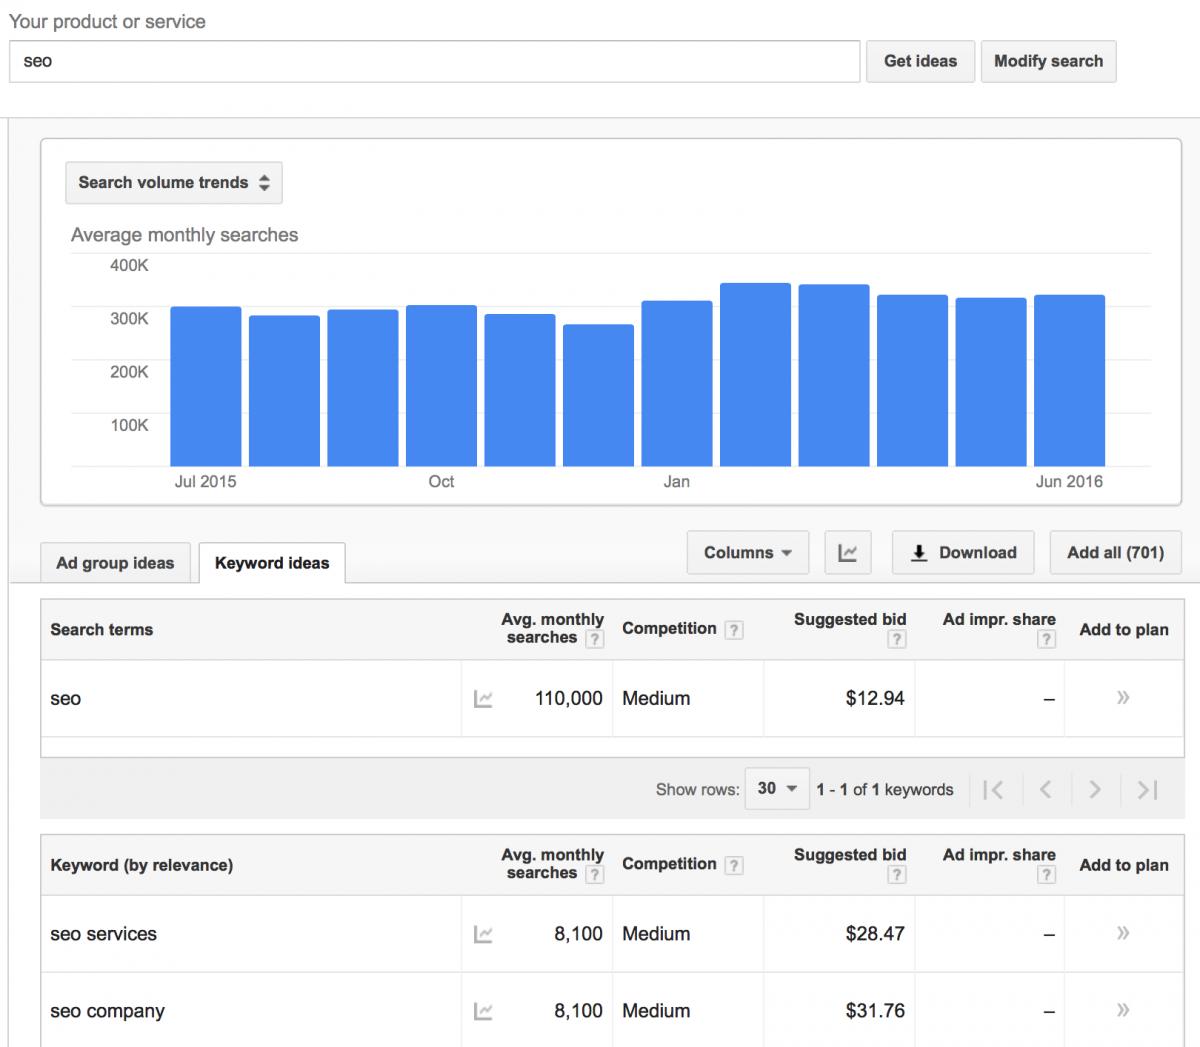 Your product or service
seo
Get ideas
Modify search
Search volume trends
Average monthly searches
400K
300K
200K
100K
Jul 2015
Oct
Jan
Jun 2016
Ad group ideas
Keyword ideas
Columns
Download
Add all (701)
Search terms
Avg. monthly
searches ?
Competition ?
Suggested bid
?
Ad impr. share
?
Add to plan
seo
110,000
Medium
$12.94
–
»
Show rows:
30
1 - 1 of 1 keywords
Keyword (by relevance)
Avg. monthly
searches ?
Competition ?
Suggested bid
?
Ad impr. share
?
Add to plan
seo services
8,100
Medium
$28.47
–
»
seo company
8,100
Medium
$31.76
–
»